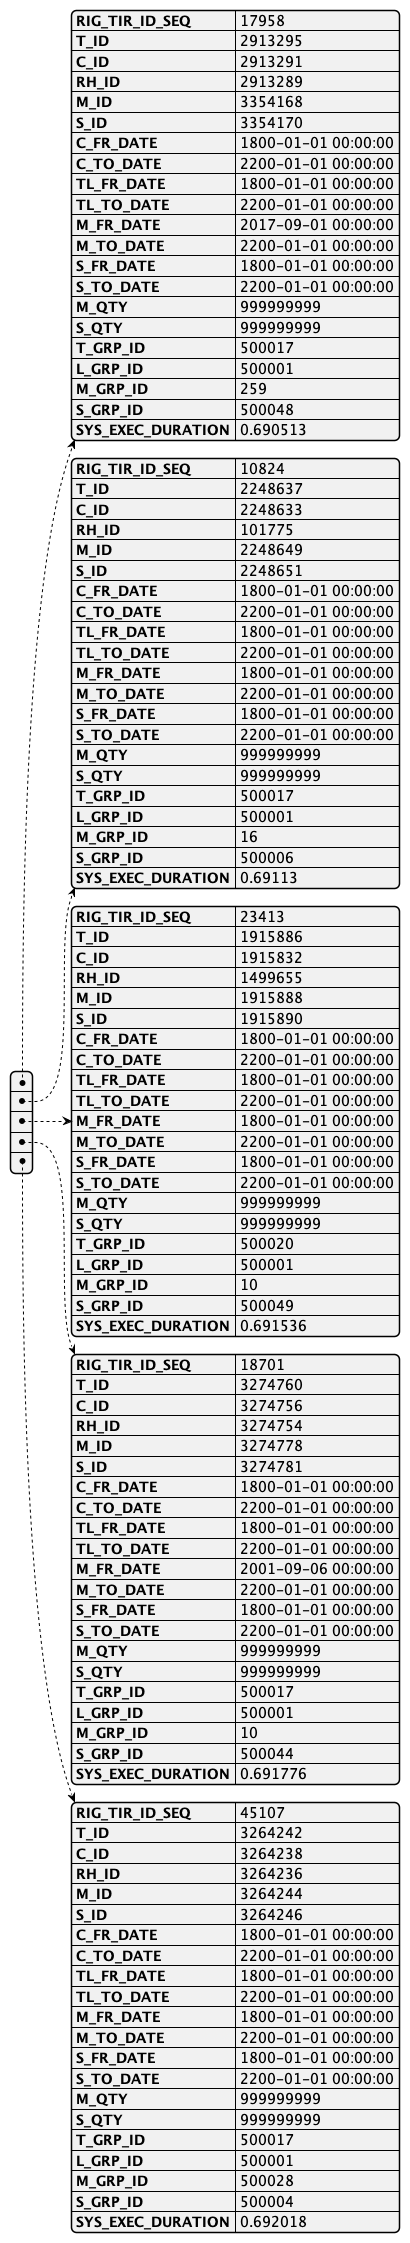 RIG_TIR_ID_SEQ 17958
T_ID 2913295
C_ID 2913291
RH_ID 2913289
M_ID 3354168
S_ID 3354170
C_FR_DATE 1800-01-01 00:00:00
C_TO_DATE 2200-01-01 00:00:00
TL_FR_DATE 1800-01-01 00:00:00
TL_TO_DATE 2200-01-01 00:00:00
M_FR_DATE 2017-09-01 00:00:00
M_TO_DATE 2200-01-01 00:00:00
S_FR_DATE 1800-01-01 00:00:00
S_TO_DATE 2200-01-01 00:00:00
M_QTY 999999999
S_QTY 999999999
T_GRP_ID 500017
L_GRP_ID 500001
M_GRP_ID 259
S_GRP_ID 500048
SYS_EXEC_DURATION 0.690513
RIG_TIR_ID_SEQ 10824
T_ID 2248637
C_ID 2248633
RH_ID 101775
M_ID 2248649
S_ID 2248651
C_FR_DATE 1800-01-01 00:00:00
C_TO_DATE 2200-01-01 00:00:00
TL_FR_DATE 1800-01-01 00:00:00
TL_TO_DATE 2200-01-01 00:00:00
M_FR_DATE 1800-01-01 00:00:00
M_TO_DATE 2200-01-01 00:00:00
S_FR_DATE 1800-01-01 00:00:00
S_TO_DATE 2200-01-01 00:00:00
M_QTY 999999999
S_QTY 999999999
T_GRP_ID 500017
L_GRP_ID 500001
M_GRP_ID 16
S_GRP_ID 500006
SYS_EXEC_DURATION 0.69113
RIG_TIR_ID_SEQ 23413
T_ID 1915886
C_ID 1915832
RH_ID 1499655
M_ID 1915888
S_ID 1915890
C_FR_DATE 1800-01-01 00:00:00
C_TO_DATE 2200-01-01 00:00:00
TL_FR_DATE 1800-01-01 00:00:00
TL_TO_DATE 2200-01-01 00:00:00
M_FR_DATE 1800-01-01 00:00:00
M_TO_DATE 2200-01-01 00:00:00
S_FR_DATE 1800-01-01 00:00:00
S_TO_DATE 2200-01-01 00:00:00
M_QTY 999999999
S_QTY 999999999
T_GRP_ID 500020
L_GRP_ID 500001
M_GRP_ID 10
S_GRP_ID 500049
SYS_EXEC_DURATION 0.691536
RIG_TIR_ID_SEQ 18701
T_ID 3274760
C_ID 3274756
RH_ID 3274754
M_ID 3274778
S_ID 3274781
C_FR_DATE 1800-01-01 00:00:00
C_TO_DATE 2200-01-01 00:00:00
TL_FR_DATE 1800-01-01 00:00:00
TL_TO_DATE 2200-01-01 00:00:00
M_FR_DATE 2001-09-06 00:00:00
M_TO_DATE 2200-01-01 00:00:00
S_FR_DATE 1800-01-01 00:00:00
S_TO_DATE 2200-01-01 00:00:00
M_QTY 999999999
S_QTY 999999999
T_GRP_ID 500017
L_GRP_ID 500001
M_GRP_ID 10
S_GRP_ID 500044
SYS_EXEC_DURATION 0.691776
RIG_TIR_ID_SEQ 45107
T_ID 3264242
C_ID 3264238
RH_ID 3264236
M_ID 3264244
S_ID 3264246
C_FR_DATE 1800-01-01 00:00:00
C_TO_DATE 2200-01-01 00:00:00
TL_FR_DATE 1800-01-01 00:00:00
TL_TO_DATE 2200-01-01 00:00:00
M_FR_DATE 1800-01-01 00:00:00
M_TO_DATE 2200-01-01 00:00:00
S_FR_DATE 1800-01-01 00:00:00
S_TO_DATE 2200-01-01 00:00:00
M_QTY 999999999
S_QTY 999999999
T_GRP_ID 500017
L_GRP_ID 500001
M_GRP_ID 500028
S_GRP_ID 500004
SYS_EXEC_DURATION 0.692018